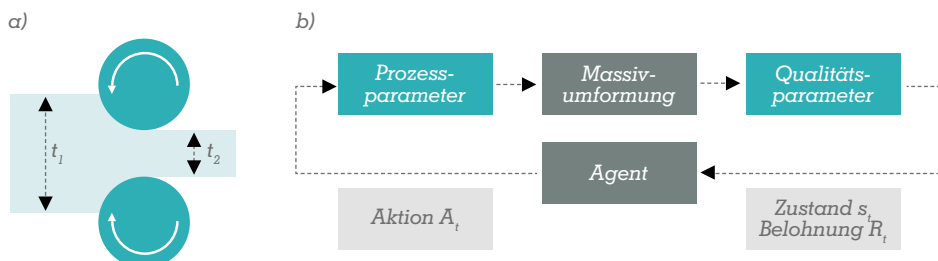 a)
t₁
t₂
b)
Prozess-
parameter
Massiv-
umformung
Qualitäts-
parameter
Agent
Aktion Aₜ
Zustand sₜ
Belohnung Rₜ